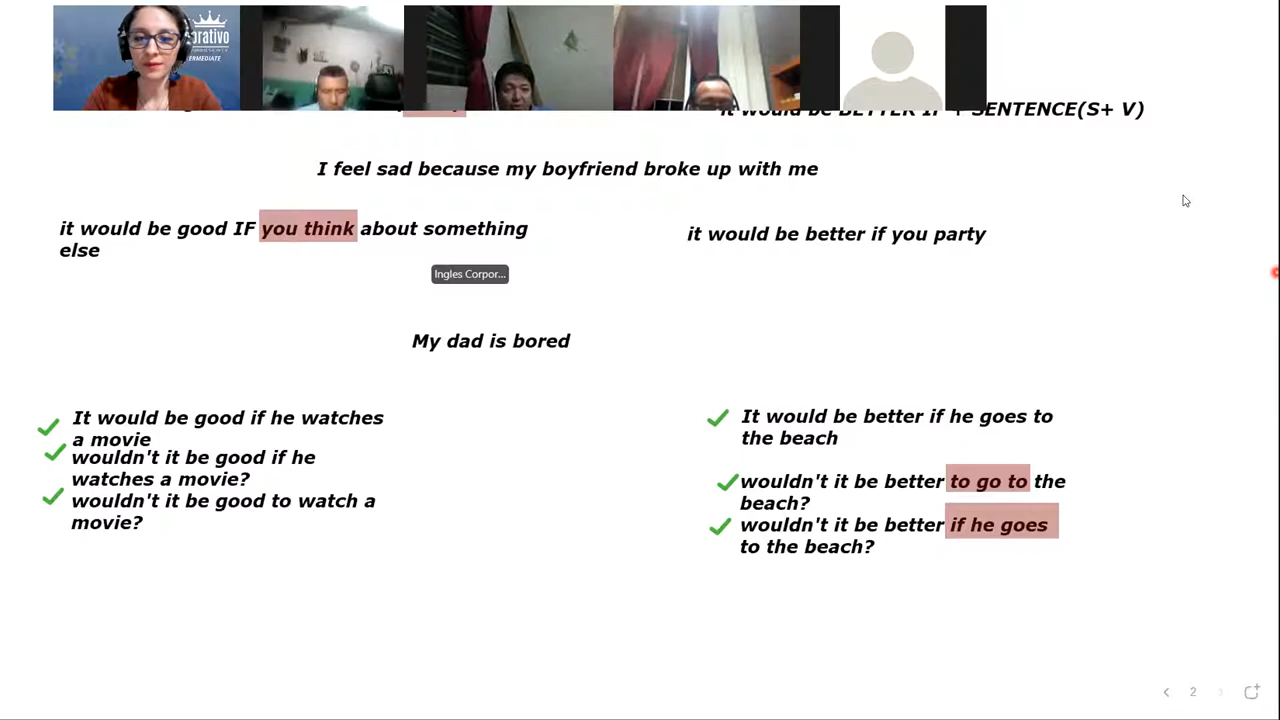 orativo
ERMEDIATE
it would be BETTER IF + SENTENCE(S+ V)
I feel sad because my boyfriend broke up with me
it would be good IF you think about something
else
it would be better if you party
Ingles Corpor...
My dad is bored
It would be good if he watches
a movie
wouldn't it be good if he
watches a movie?
wouldn't it be good to watch a
movie?
It would be better if he goes to
the beach
wouldn't it be better to go to the
beach?
wouldn't it be better if he goes
to the beach?
2